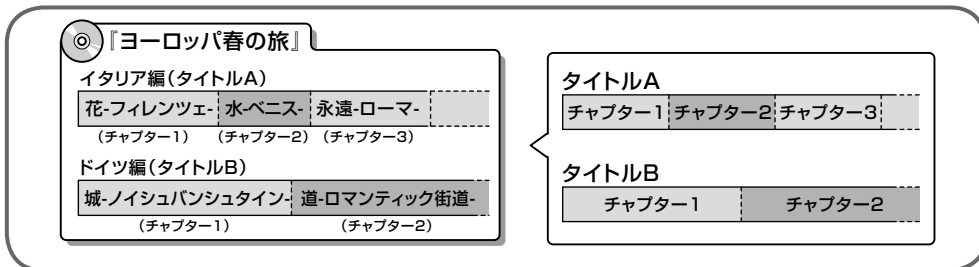 『ヨーロッパ春の旅』
イタリア編(タイトルA)
花-フィレンツェ- 水-ベニス- 永遠-ローマ-
(チャプター1) (チャプター2) (チャプター3)
ドイツ編(タイトルB)
城-ノイシュバンシュタイン- 道-ロマンティック街道-
(チャプター1) (チャプター2)
タイトルA
チャプター1 チャプター2 チャプター3
タイトルB
チャプター1 チャプター2